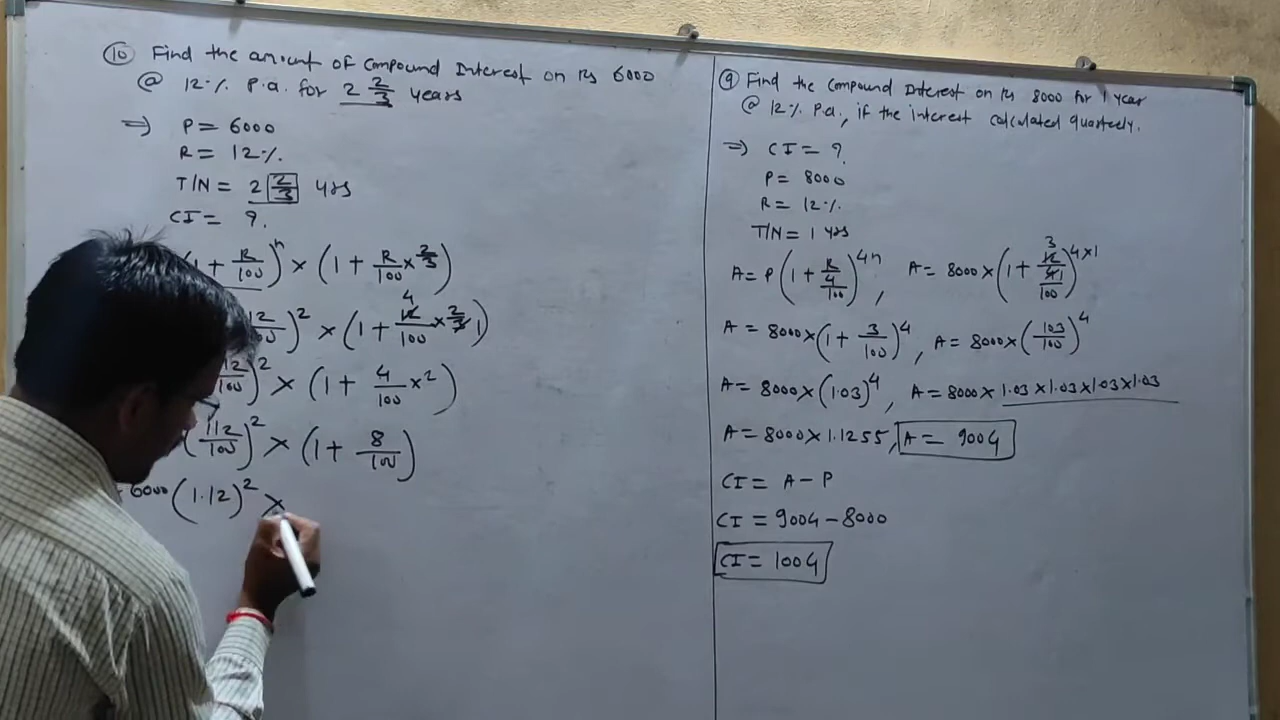 ⑩ Find the amount of Compound Interest on Rs 6000
@ 12% P.a. for 2 2/3 years
=> P = 6000
R = 12%
T/N = 2 2/3 yrs
CI = ?
+ R/100)^n × (1 + R/100 × 2/3)
12/100)^2 × (1 + 12/100 × 2/3) 4 1
12/100)^2 × (1 + 4/100 × 2)
(112/100)^2 × (1 + 8/100)
= 6000 (1.12)^2 ×
⑨ Find the Compound Interest on Rs 8000 for 1 year
@ 12% P.a., if the interest calculated quarterly.
=> CI = ?
P = 8000
R = 12%
T/N = 1 yrs
A = P (1 + R/4/100)^4n , A = 8000 × (1 + 3 12/4 1/100)^4×1
A = 8000 × (1 + 3/100)^4 , A = 8000 × (103/100)^4
A = 8000 × (1.03)^4 , A = 8000 × 1.03 × 1.03 × 1.03 × 1.03
A = 8000 × 1.1255, A = 9004
CI = A - P
CI = 9004 - 8000
CI = 1004